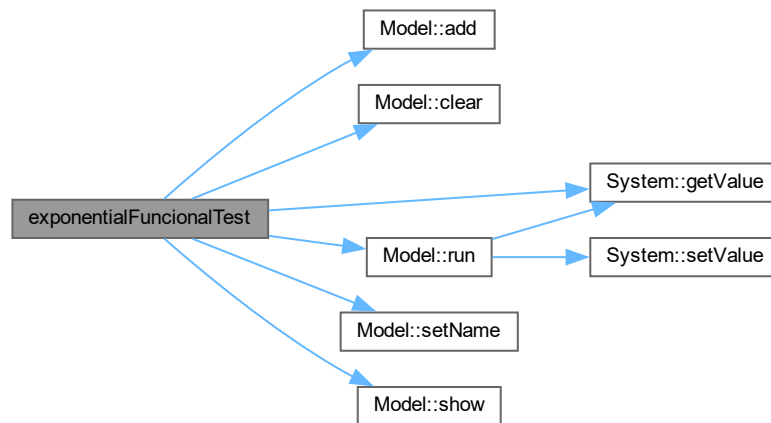 Model::add
Model::clear
System::getValue
exponentialFuncionalTest
Model::run
System::setValue
Model::setName
Model::show